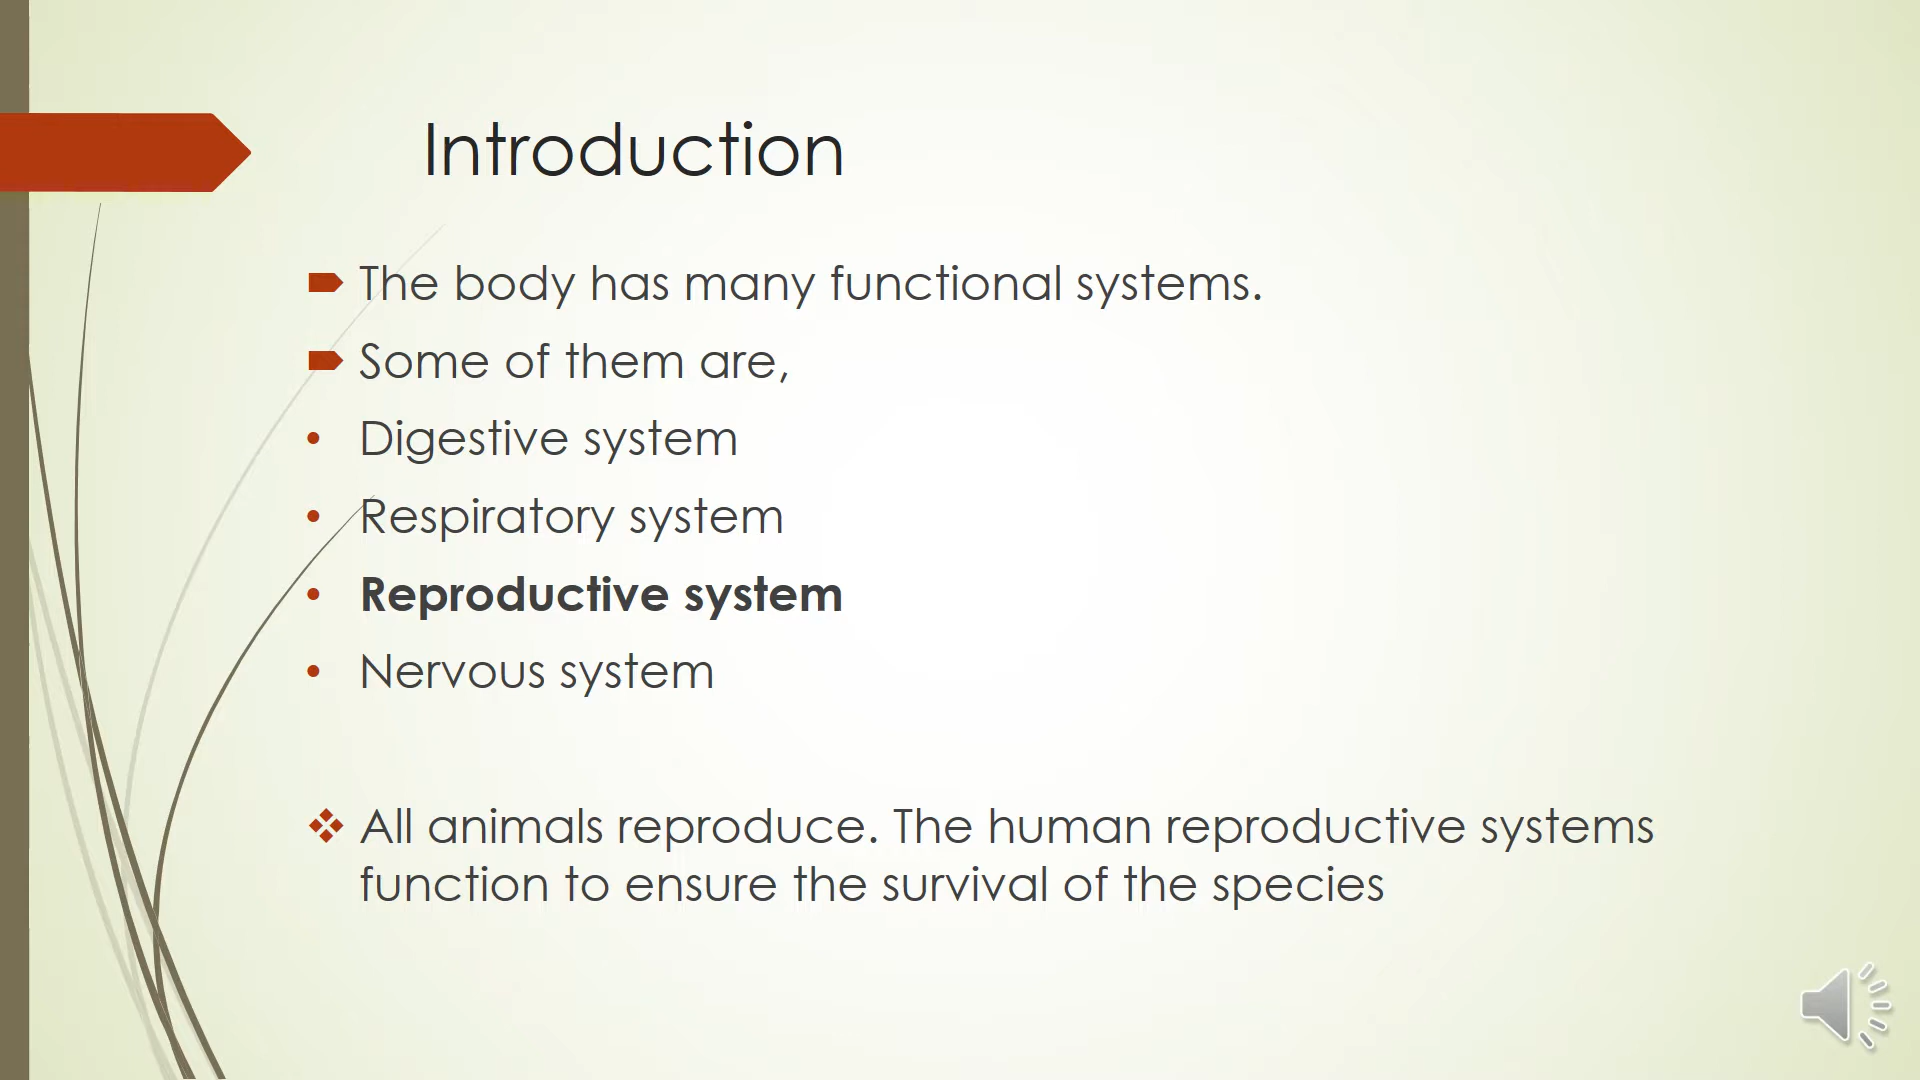 Introduction
The body has many functional systems.
Some of them are,
Digestive system
Respiratory system
Reproductive system
Nervous system
All animals reproduce. The human reproductive systems
function to ensure the survival of the species